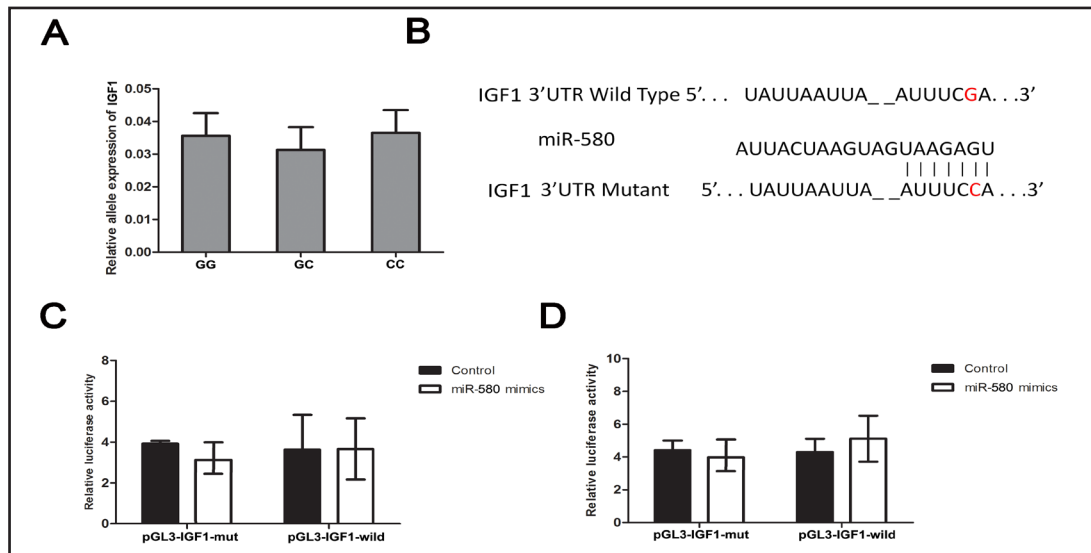 A
Relative allele expression of IGF1
0.05
0.04
0.03
0.02
0.01
0.00
GG GC CC
B
IGF1 3’UTR Wild Type 5’. . . UAUUAAUUA_ _AUUUCGA. . .3’
miR-580
AUUACUAAGUAGUAAGAGU
IGF1 3’UTR Mutant 5’. . . UAUUAAUUA_ _AUUUCCA . . .3’
C
Relative luciferase activity
8
6
4
2
0
pGL3-IGF1-mut pGL3-IGF1-wild
Control
miR-580 mimics
D
Relative luciferase activity
10
8
6
4
2
0
pGL3-IGF1-mut pGL3-IGF1-wild
Control
miR-580 mimics